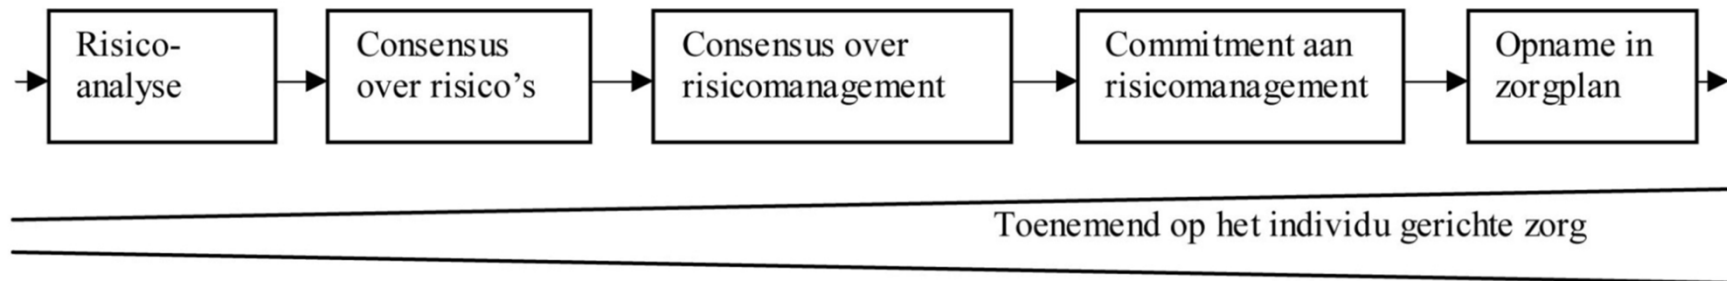 Risico-
analyse
Consensus
over risico’s
Consensus over
risicomanagement
Commitment aan
risicomanagement
Opname in
zorgplan
Toenemend op het individu gerichte zorg